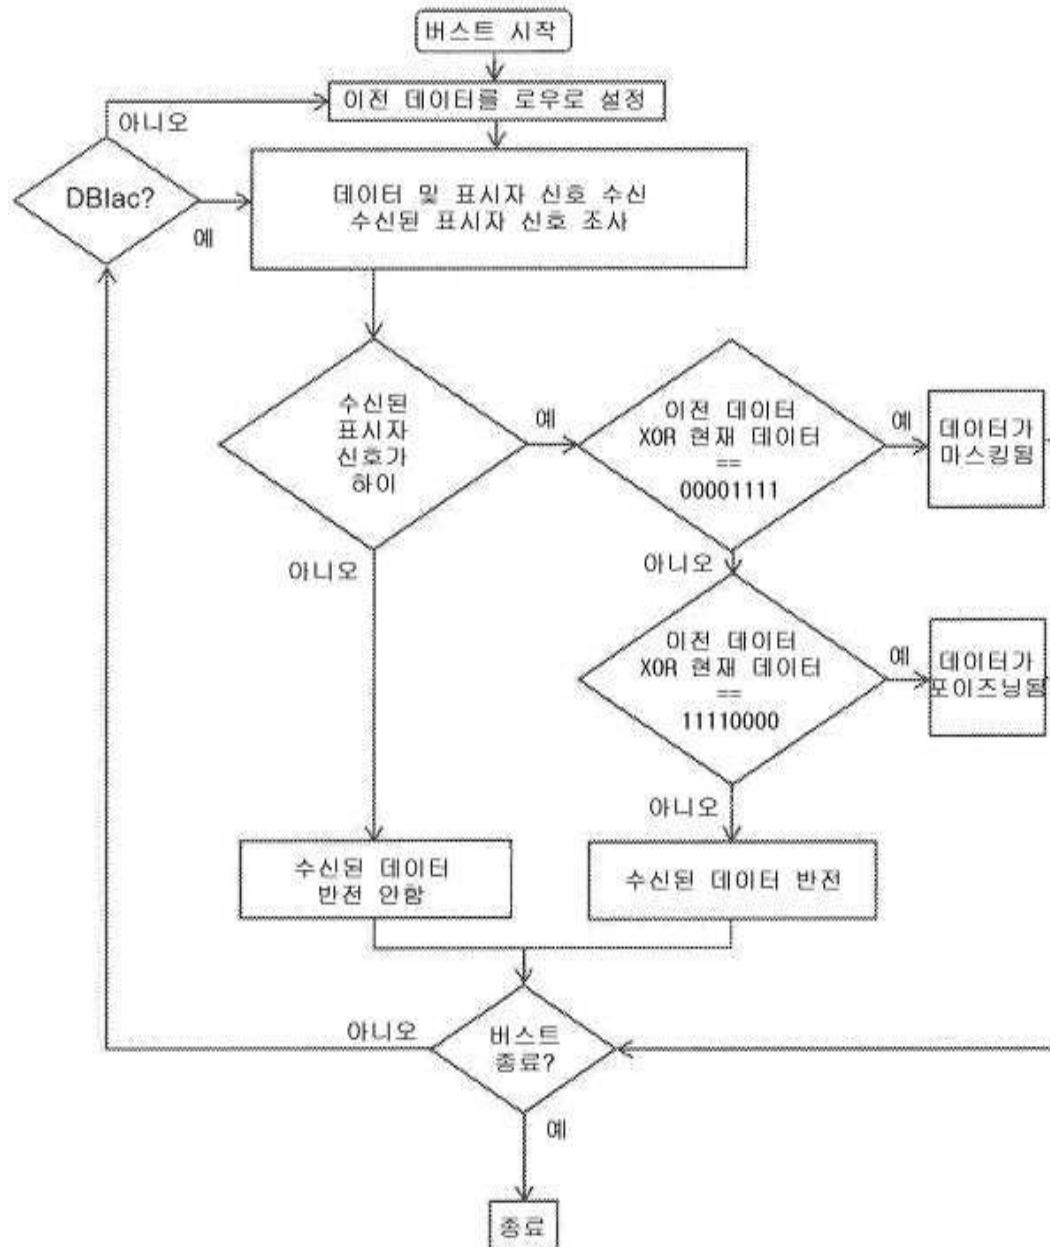 버스트 시작
이전 데이터를 로우로 설정
아니오
DBIac?
예
데이터 및 표시자 신호 수신
수신된 표시자 신호 조사
수신된
표시자
신호가
하이
예
이전 데이터
XOR 현재 데이터
==
00001111
예
데이터가
마스킹됨
아니오
아니오
이전 데이터
XOR 현재 데이터
==
11110000
예
데이터가
포이즈닝됨
아니오
수신된 데이터
반전 안함
수신된 데이터 반전
아니오
버스트
종료?
예
종료